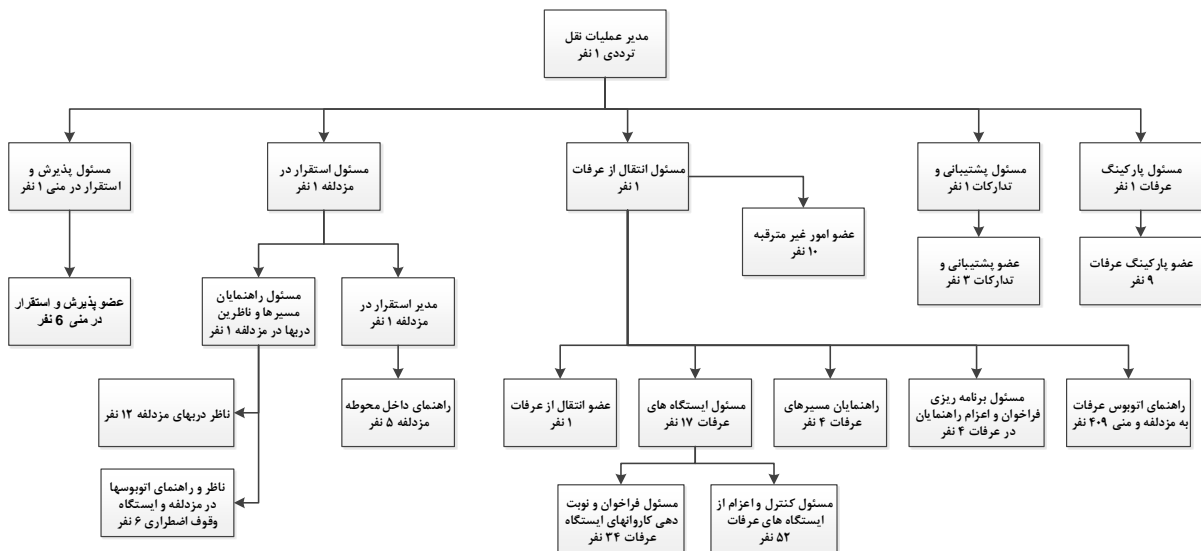 مدیر عملیات نقل
ترددی ۱ نفر
مسئول پارکینگ
عرفات ۱ نفر
مسئول پشتیبانی و
تدارکات ۱ نفر
مسئول انتقال از عرفات
۱ نفر
مسئول استقرار در
مزدلفه ۱ نفر
مسئول پذیرش و
استقرار در منی ۱ نفر
عضو پارکینگ عرفات
۹ نفر
عضو پشتیبانی و
تدارکات ۳ نفر
عضو امور غیر مترقبه
۱۰ نفر
مدیر استقرار در
مزدلفه ۱ نفر
مسئول راهنمایان
مسیرها و ناظرین
دربها در مزدلفه ۱ نفر
عضو پذیرش و استقرار
در منی 6 نفر
راهنمای اتوبوس عرفات
به مزدلفه و منی ۴۰۹ نفر
مسئول برنامه ریزی
فراخوان و اعزام راهنمایان
در عرفات ۴ نفر
راهنمایان مسیرهای
عرفات ۴ نفر
مسئول ایستگاه های
عرفات ۱۷ نفر
عضو انتقال از عرفات
۱ نفر
راهنمای داخل محوطه
مزدلفه ۵ نفر
ناظر دربهای مزدلفه ۱۲ نفر
مسئول کنترل و اعزام از
ایستگاه های عرفات
۵۲ نفر
مسئول فراخوان و نوبت
دهی کاروانهای ایستگاه
عرفات ۳۴ نفر
ناظر و راهنمای اتوبوسها
در مزدلفه و ایستگاه
وقوف اضطراری ۶ نفر